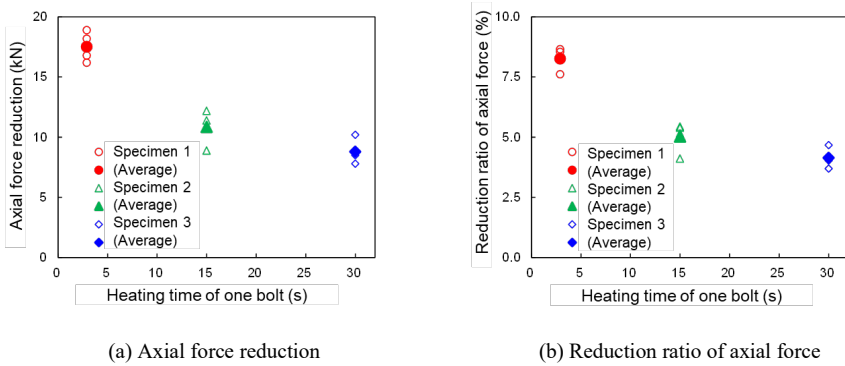 Axial force reduction (kN)
20
15
10
5
0
0 5 10 15 20 25 30
Specimen 1
(Average)
Specimen 2
(Average)
Specimen 3
(Average)
Heating time of one bolt (s)
(a) Axial force reduction
Reduction ratio of axial force (%)
10.0
7.5
5.0
2.5
0.0
0 5 10 15 20 25 30
Specimen 1
(Average)
Specimen 2
(Average)
Specimen 3
(Average)
Heating time of one bolt (s)
(b) Reduction ratio of axial force